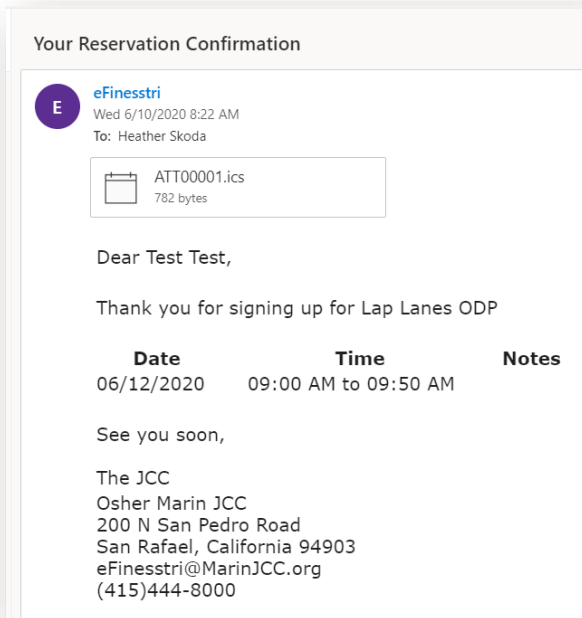 Your Reservation Confirmation
E
eFinesstri
Wed 6/10/2020 8:22 AM
To: Heather Skoda
ATT00001.ics
782 bytes
Dear Test Test,
Thank you for signing up for Lap Lanes ODP
Date Time Notes
06/12/2020 09:00 AM to 09:50 AM
See you soon,
The JCC
Osher Marin JCC
200 N San Pedro Road
San Rafael, California 94903
eFinesstri@MarinJCC.org
(415)444-8000